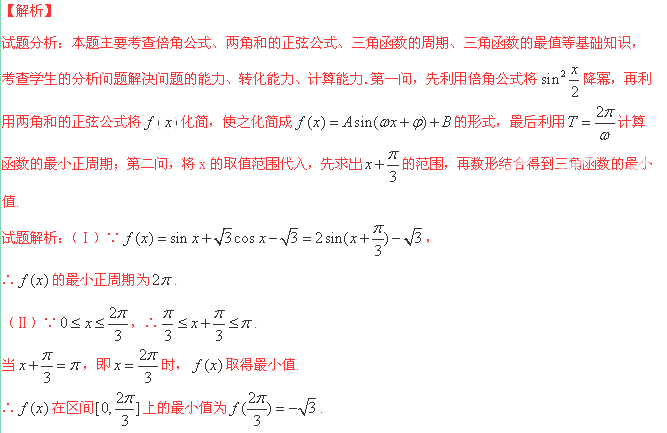 【解析】
试题分析：本题主要考查倍角公式、两角和的正弦公式、三角函数的周期、三角函数的最值等基础知识，
考查学生的分析问题解决问题的能力、转化能力、计算能力.第一问，先利用倍角公式将 sin² x/2 降幂，再利
用两角和的正弦公式将 f(x) 化简，使之化简成 f(x)=Asin(ωx+φ)+B 的形式，最后利用 T=2π/ω 计算
函数的最小正周期；第二问，将x的取值范围代入，先求出 x+π/3 的范围，再数形结合得到三角函数的最小
值.
试题解析：(Ⅰ)∵ f(x)=sin x+√3cos x−√3=2sin(x+π/3)−√3，
∴ f(x) 的最小正周期为 2π.
(Ⅱ)∵ 0≤x≤2π/3，∴ π/3≤x+π/3≤π.
当 x+π/3=π，即 x=2π/3 时， f(x) 取得最小值.
∴ f(x) 在区间[0,2π/3]上的最小值为 f(2π/3)=−√3.